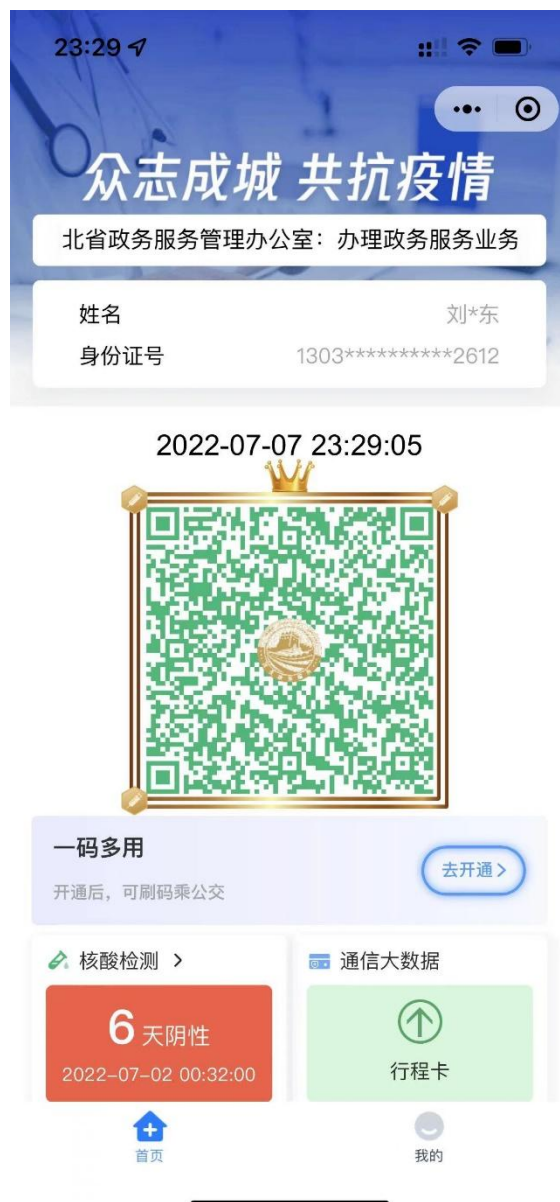 23:29
众志成城 共抗疫情
北省政务服务管理办公室：办理政务服务业务
姓名 刘*东
身份证号 1303**********2612
2022-07-07 23:29:05
一码多用
开通后，可刷码乘公交
去开通 >
核酸检测 >
6 天阴性
2022-07-02 00:32:00
通信大数据
行程卡
首页
我的